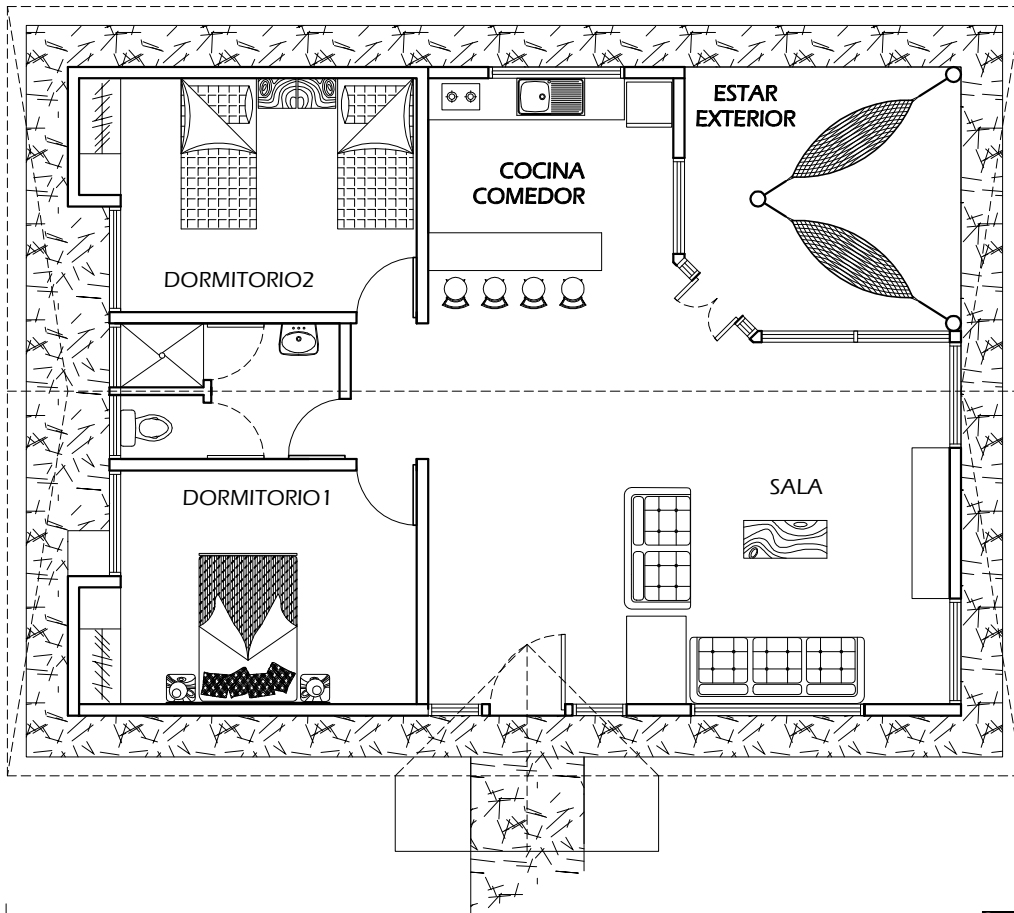 ESTAR
EXTERIOR
COCINA
COMEDOR
DORMITORIO2
DORMITORIO1
SALA